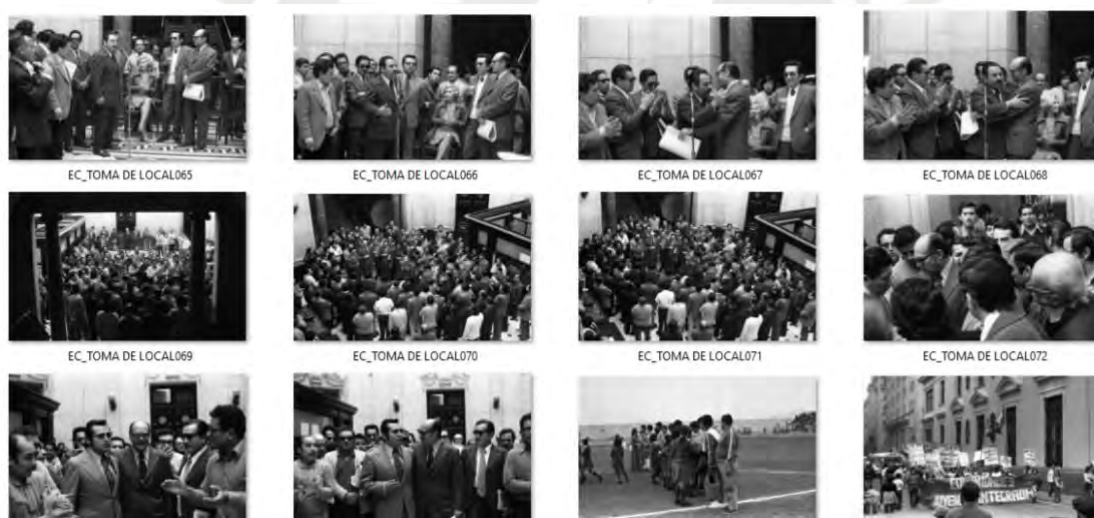 EC_TOMA DE LOCAL065
EC_TOMA DE LOCAL066
EC_TOMA DE LOCAL067
EC_TOMA DE LOCAL068
EC_TOMA DE LOCAL069
EC_TOMA DE LOCAL070
EC_TOMA DE LOCAL071
EC_TOMA DE LOCAL072